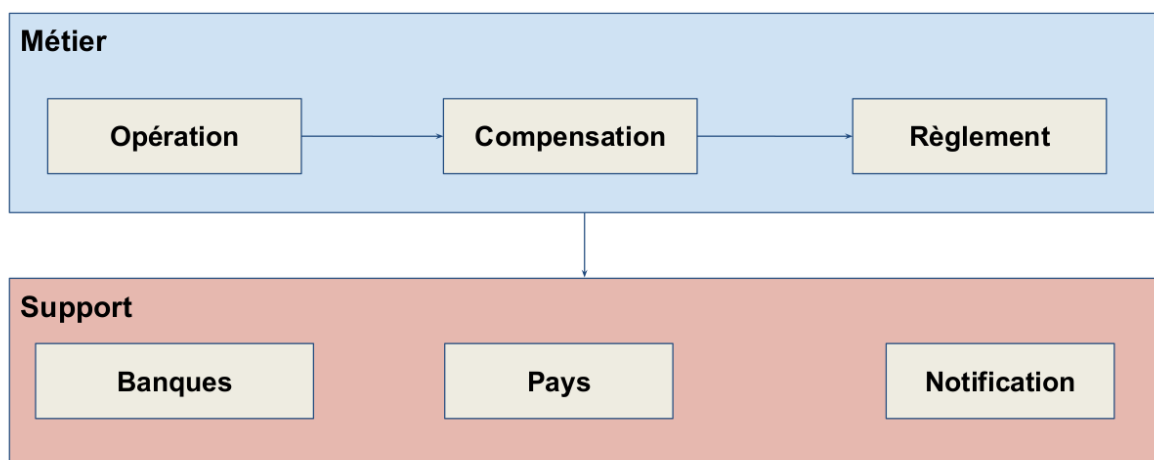 Métier
Opération
Compensation
Règlement
Support
Banques
Pays
Notification